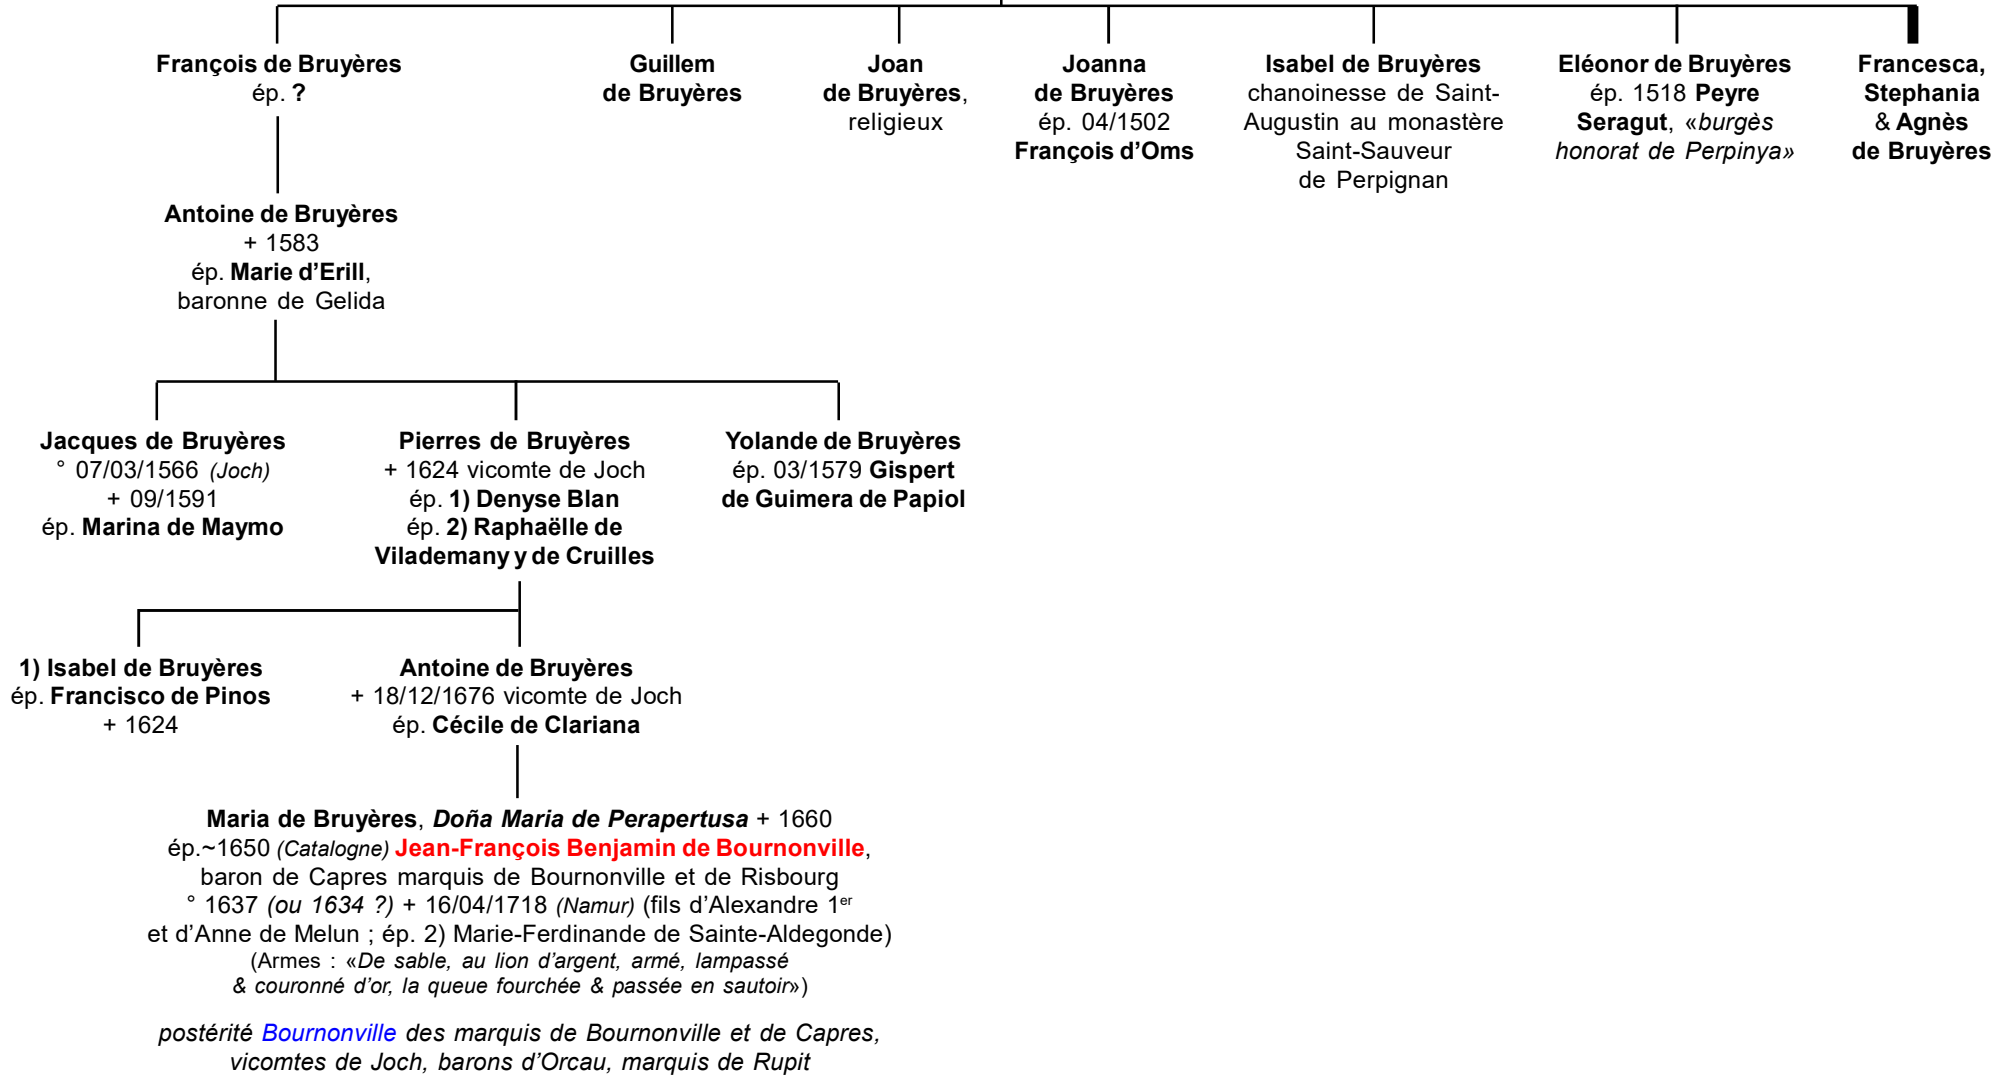 François de Bruyères
ép. ?
Guillem
de Bruyères
Joan
de Bruyères,
religieux
Joanna
de Bruyères
ép. 04/1502
François d’Oms
Isabel de Bruyères
chanoinesse de Saint-
Augustin au monastère
Saint-Sauveur
de Perpignan
Eléonor de Bruyères
ép. 1518 Peyre
Seragut, «burgès
honorat de Perpinya»
Francesca,
Stephania
& Agnès
de Bruyères
Antoine de Bruyères
+ 1583
ép. Marie d’Erill,
baronne de Gelida
Jacques de Bruyères
° 07/03/1566 (Joch)
+ 09/1591
ép. Marina de Maymo
Pierres de Bruyères
+ 1624 vicomte de Joch
ép. 1) Denyse Blan
ép. 2) Raphaëlle de
Vilademany y de Cruilles
Yolande de Bruyères
ép. 03/1579 Gispert
de Guimera de Papiol
1) Isabel de Bruyères
ép. Francisco de Pinos
+ 1624
Antoine de Bruyères
+ 18/12/1676 vicomte de Joch
ép. Cécile de Clariana
Maria de Bruyères, Doña Maria de Perapertusa + 1660
ép.~1650 (Catalogne) Jean-François Benjamin de Bournonville,
baron de Capres marquis de Bournonville et de Risbourg
° 1637 (ou 1634 ?) + 16/04/1718 (Namur) (fils d’Alexandre 1er
et d’Anne de Melun ; ép. 2) Marie-Ferdinande de Sainte-Aldegonde)
(Armes : «De sable, au lion d’argent, armé, lampassé
& couronné d’or, la queue fourchée & passée en sautoir»)
postérité Bournonville des marquis de Bournonville et de Capres,
vicomtes de Joch, barons d’Orcau, marquis de Rupit